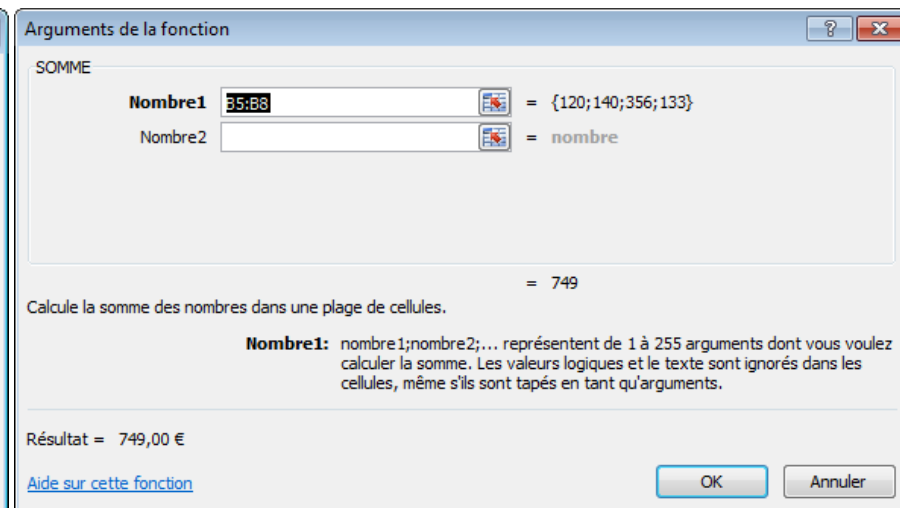 Arguments de la fonction
SOMME
Nombre1 B5:B8 = {120;140;356;133}
Nombre2 = nombre
= 749
Calcule la somme des nombres dans une plage de cellules.
Nombre1: nombre1;nombre2;... représentent de 1 à 255 arguments dont vous voulez
calculer la somme. Les valeurs logiques et le texte sont ignorés dans les
cellules, même s'ils sont tapés en tant qu'arguments.
Résultat = 749,00 €
Aide sur cette fonction OK Annuler